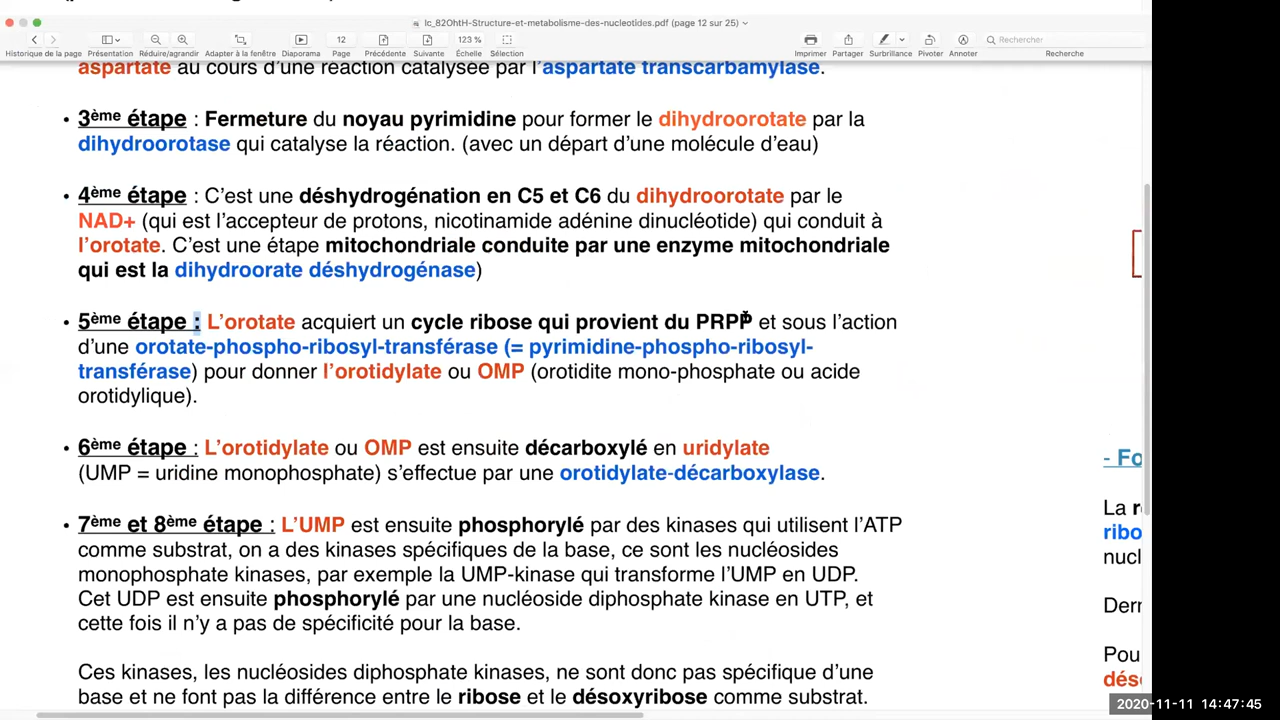 lc_82OhtH-Structure-et-metabolisme-des-nucleotides.pdf (page 12 sur 25)
12
123 %
Rechercher
Historique de la page
Présentation
Réduire/agrandir
Adapter à la fenêtre
Diaporama
Page
Précédente
Suivante
Échelle
Sélection
Imprimer
Partager
Surbrillance
Pivoter
Annoter
Recherche
aspartate au cours d'une réaction catalysée par l'aspartate transcarbamylase.
• 3ème étape : Fermeture du noyau pyrimidine pour former le dihydroorotate par la
dihydroorotase qui catalyse la réaction. (avec un départ d'une molécule d'eau)
• 4ème étape : C'est une déshydrogénation en C5 et C6 du dihydroorotate par le
NAD+ (qui est l'accepteur de protons, nicotinamide adénine dinucléotide) qui conduit à
l'orotate. C'est une étape mitochondriale conduite par une enzyme mitochondriale
qui est la dihydroorate déshydrogénase)
• 5ème étape : L'orotate acquiert un cycle ribose qui provient du PRPP et sous l'action
d'une orotate-phospho-ribosyl-transférase (= pyrimidine-phospho-ribosyl-
transférase) pour donner l'orotidylate ou OMP (orotidite mono-phosphate ou acide
orotidylique).
• 6ème étape : L'orotidylate ou OMP est ensuite décarboxylé en uridylate
(UMP = uridine monophosphate) s'effectue par une orotidylate-décarboxylase.
• 7ème et 8ème étape : L'UMP est ensuite phosphorylé par des kinases qui utilisent l'ATP
comme substrat, on a des kinases spécifiques de la base, ce sont les nucléosides
monophosphate kinases, par exemple la UMP-kinase qui transforme l'UMP en UDP.
Cet UDP est ensuite phosphorylé par une nucléoside diphosphate kinase en UTP, et
cette fois il n'y a pas de spécificité pour la base.
Ces kinases, les nucléosides diphosphate kinases, ne sont donc pas spécifique d'une
base et ne font pas la différence entre le ribose et le désoxyribose comme substrat.
- Fo
La r
ribo
nucl
Dern
Pou
déso
2020-11-11 14:47:45